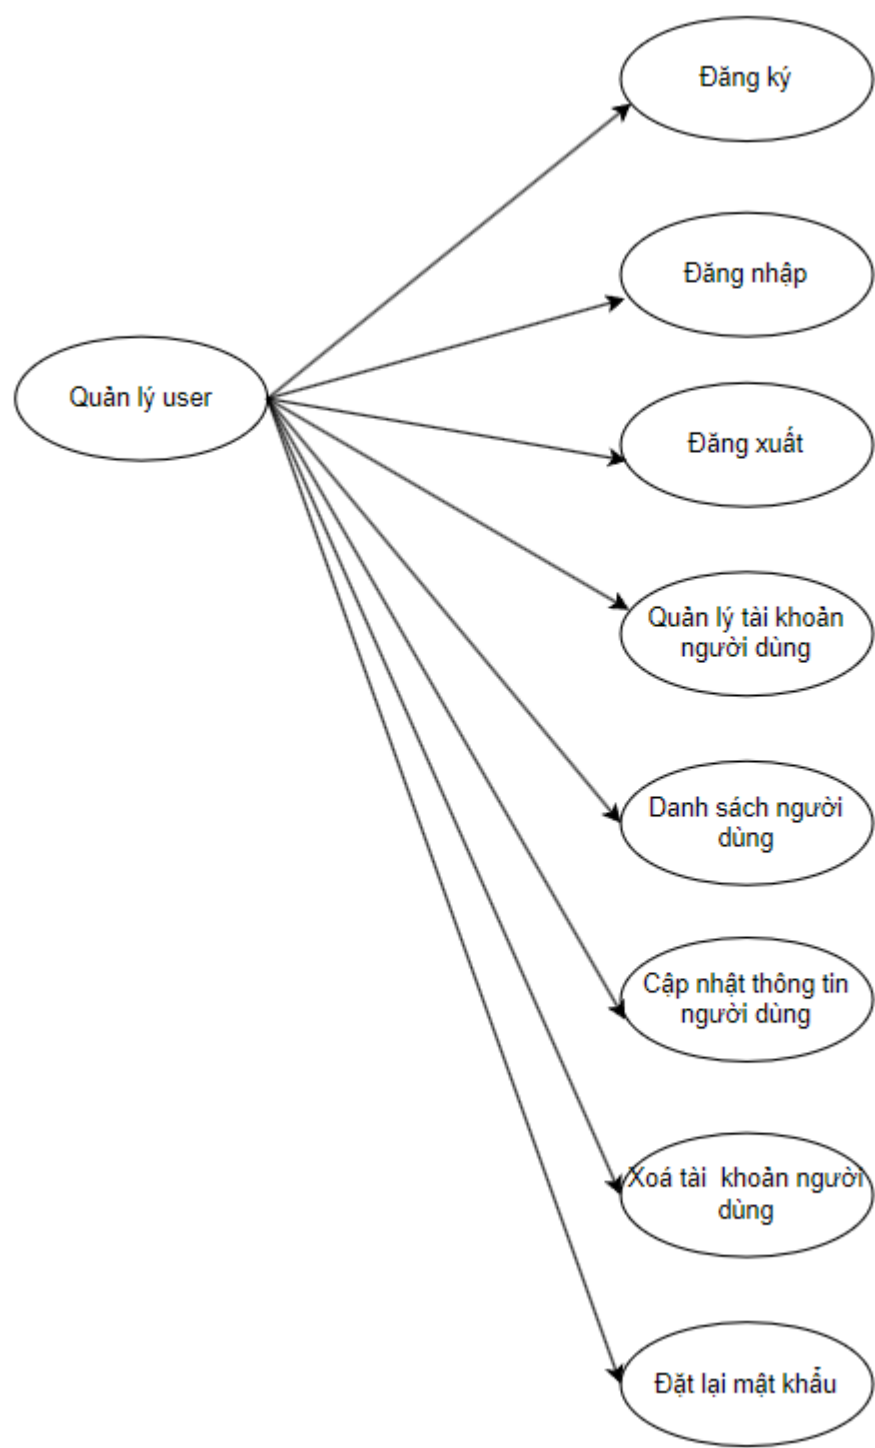 Đăng ký
Đăng nhập
Quản lý user
Đăng xuất
Quản lý tài khoản
người dùng
Danh sách người
dùng
Cập nhật thông tin
người dùng
Xoá tài  khoản người
dùng
Đặt lại mật khẩu